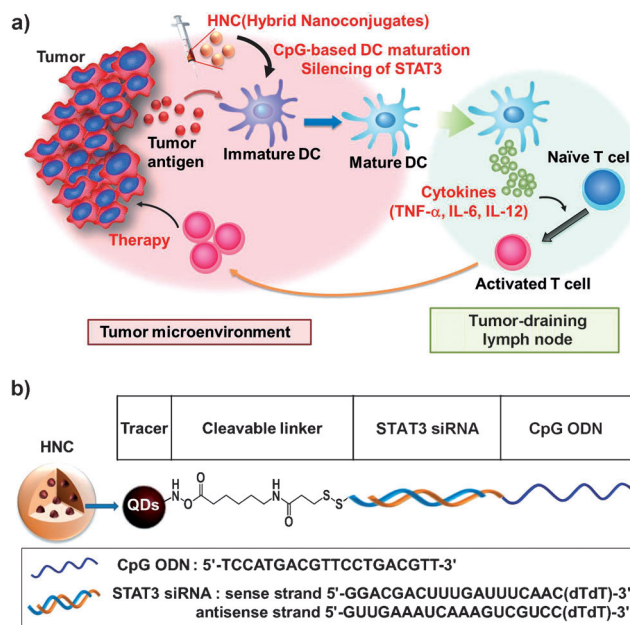 a)
HNC(Hybrid Nanoconjugates)
Tumor
CpG-based DC maturation
Silencing of STAT3
Tumor
antigen
Immature DC
Mature DC
Naïve T cell
Cytokines
(TNF-α, IL-6, IL-12)
Therapy
Activated T cell
Tumor microenvironment
Tumor-draining
lymph node
b)
HNC
Tracer
Cleavable linker
STAT3 siRNA
CpG ODN
QDs
H
N
O
O
H
N
O
S
S
CpG ODN : 5'-TCCATGACGTTCCTGACGTT-3'
STAT3 siRNA : sense strand 5'-GGACGACUUUGAUUUCAAC(dTdT)-3'
antisense strand 5'-GUUGAAAUCAAAGUCGUCC(dTdT)-3'